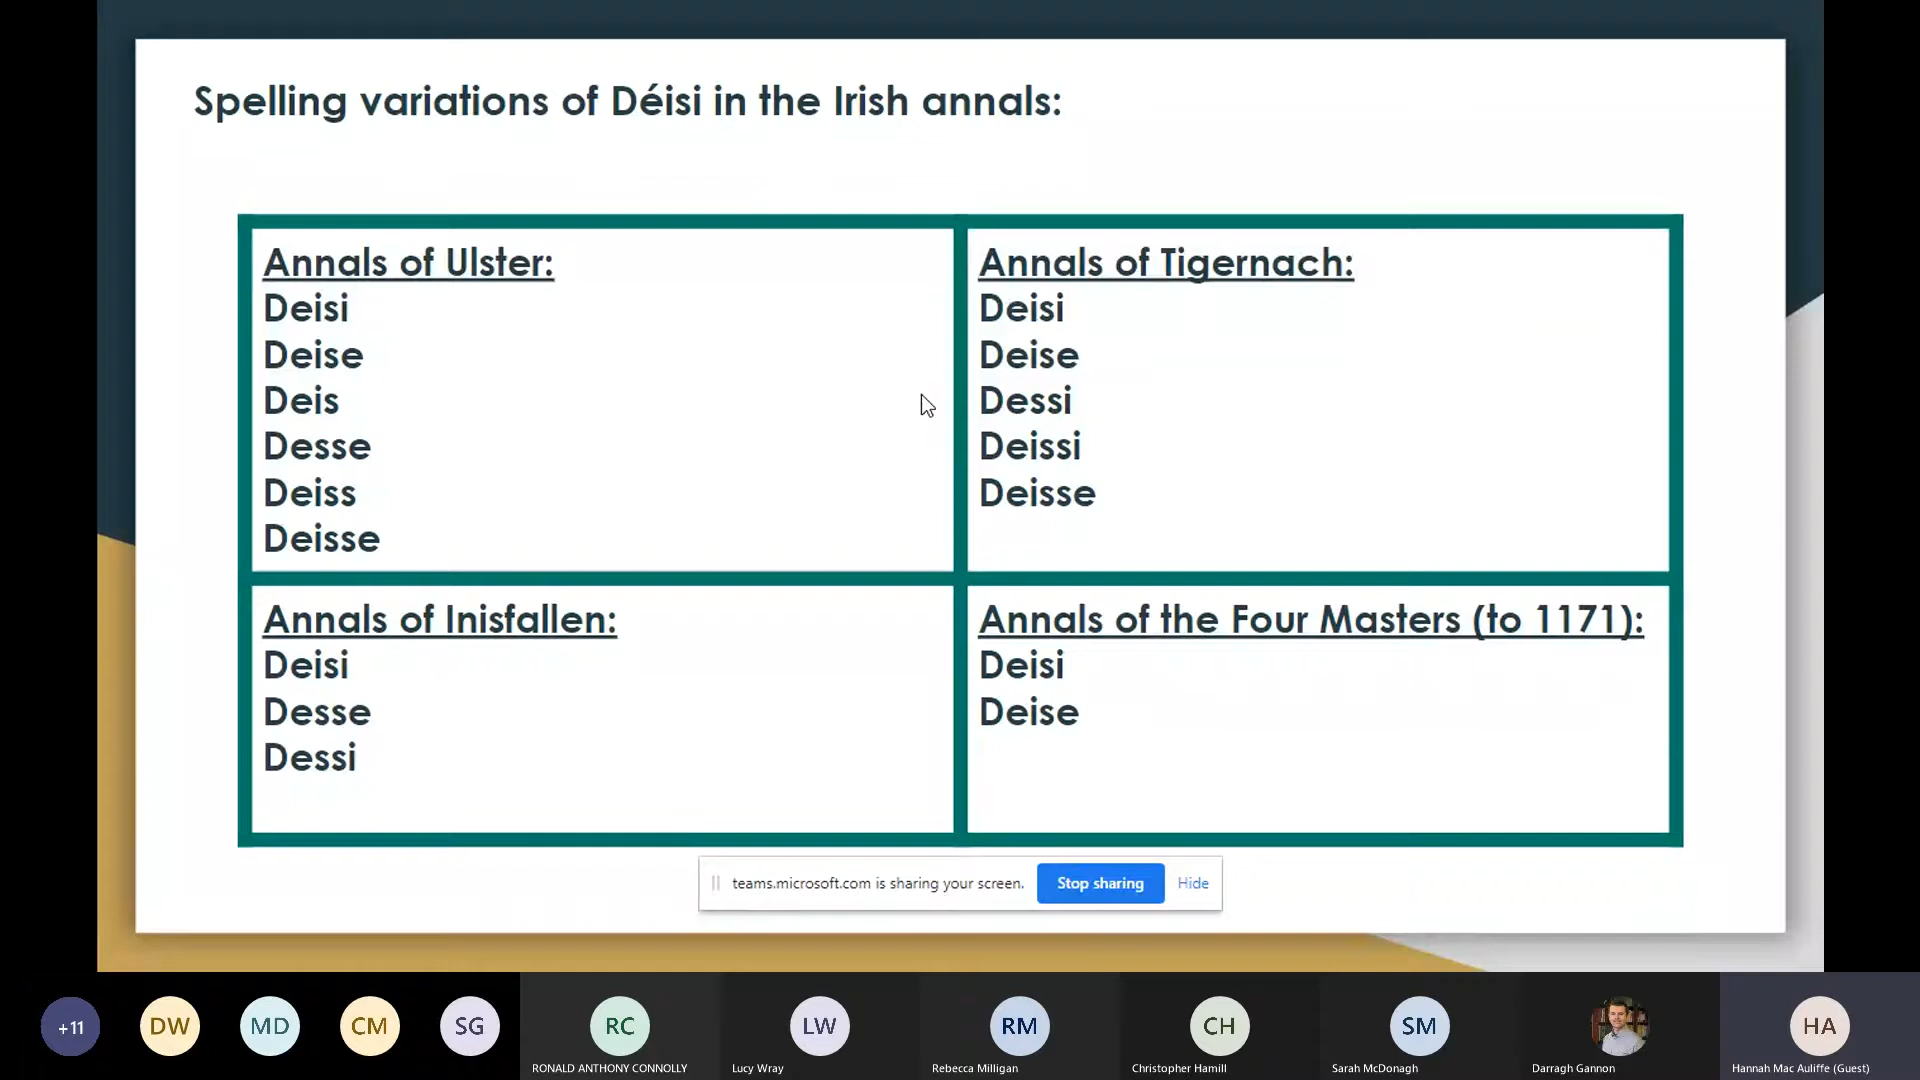 Spelling variations of Déisi in the Irish annals:
Annals of Ulster:
Deisi
Deise
Deis
Desse
Deiss
Deisse
Annals of Tigernach:
Deisi
Deise
Dessi
Deissi
Deisse
Annals of Inisfallen:
Deisi
Desse
Dessi
Annals of the Four Masters (to 1171):
Deisi
Deise
teams.microsoft.com is sharing your screen. Stop sharing Hide
+11 DW MD CM SG RC LW RM CH SM HA
RONALD ANTHONY CONNOLLY Lucy Wray Rebecca Milligan Christopher Hamill Sarah McDonagh Darragh Gannon Hannah Mac Auliffe (Guest)